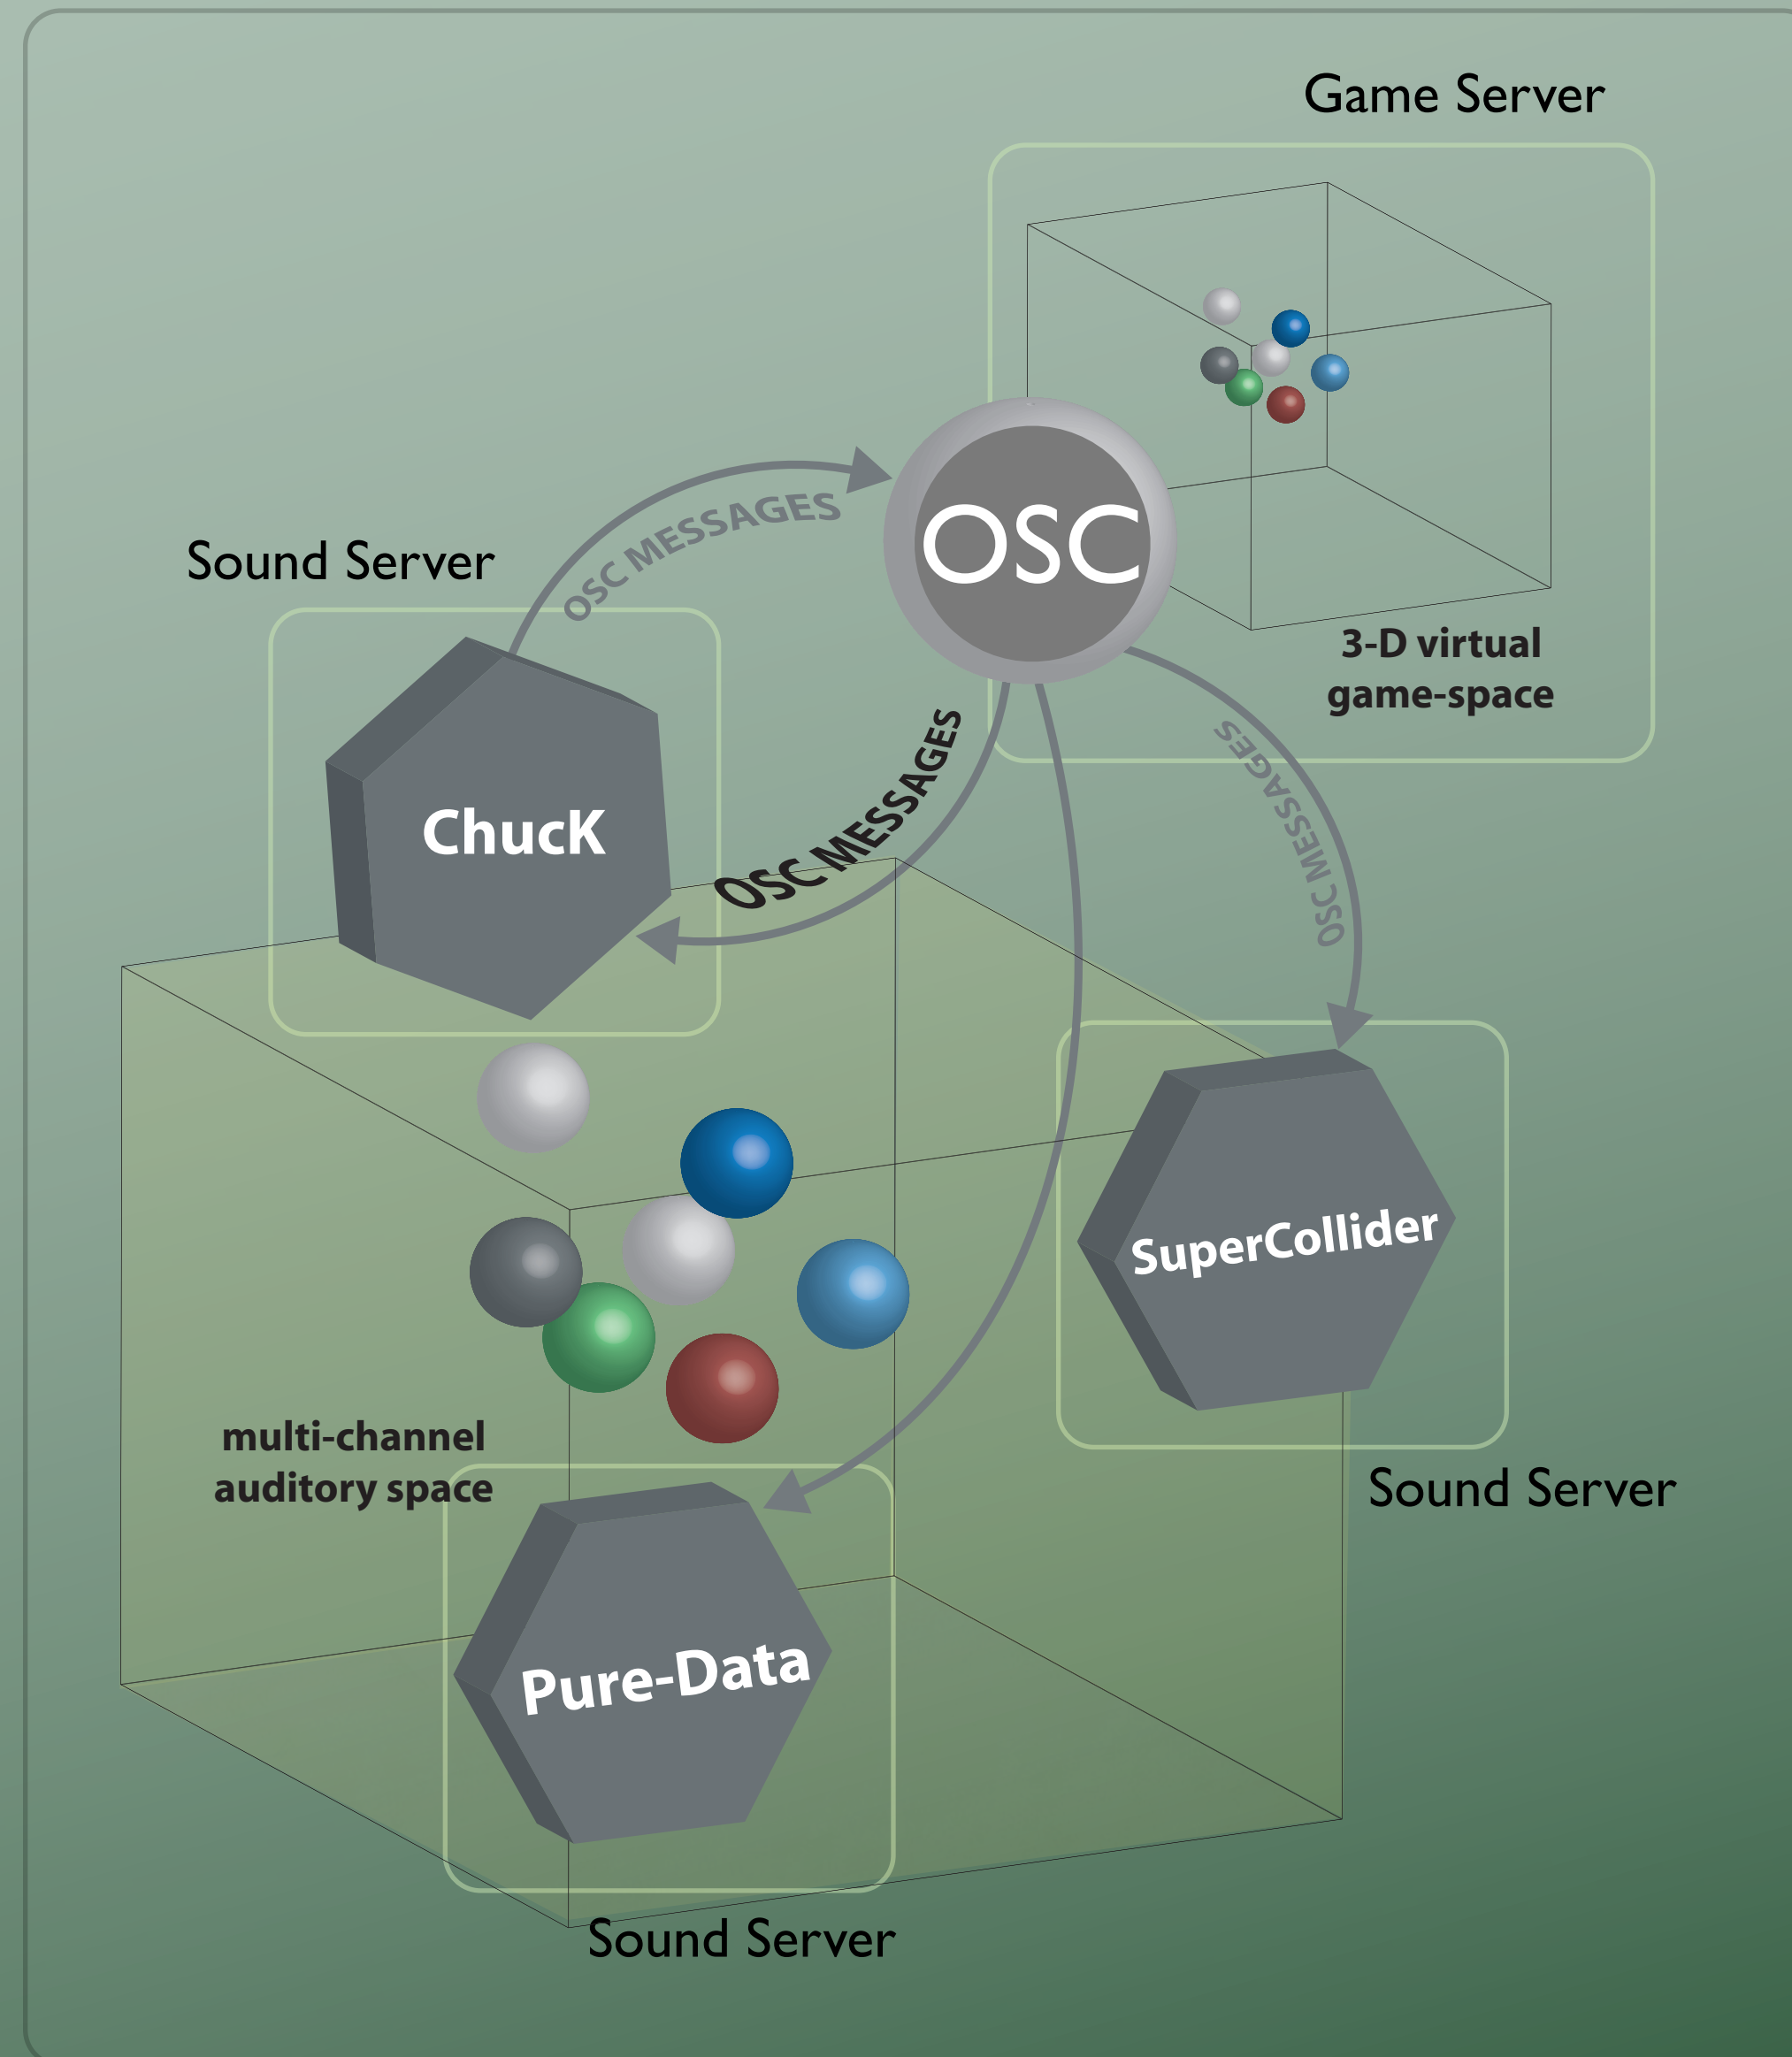 Game Server
OSC
OSC MESSAGES
Sound Server
3-D virtual
game-space
ChucK
OSC MESSAGES
OSC MESSAGES
SuperCollider
multi-channel
auditory space
Sound Server
Pure-Data
Sound Server